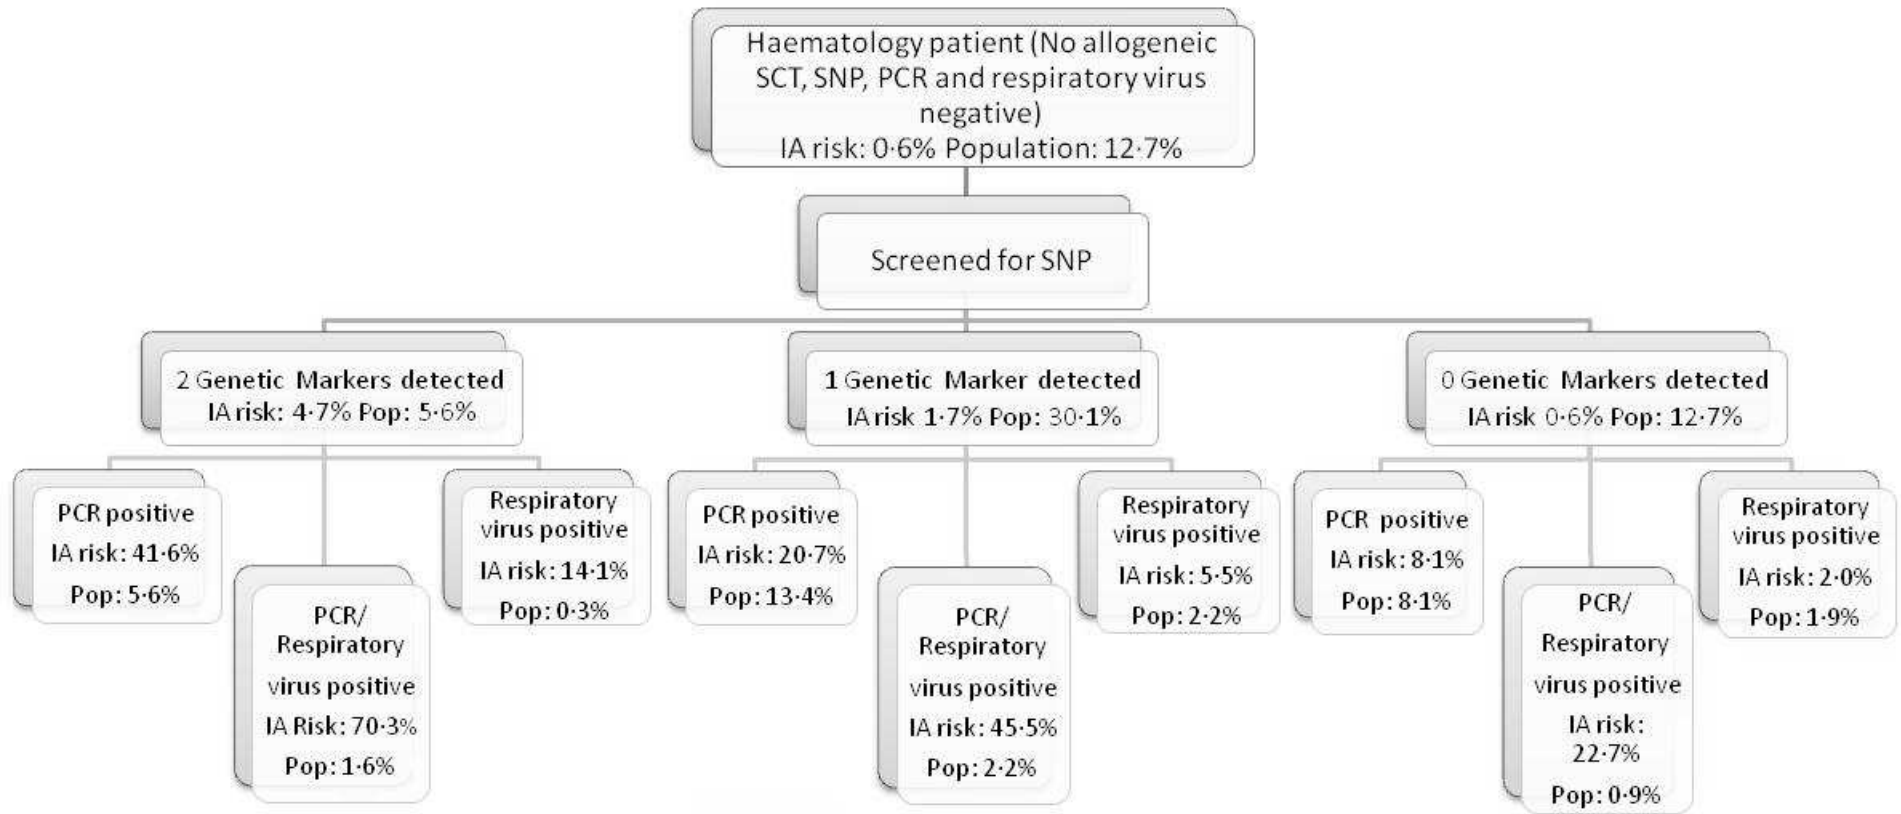 Haematology patient (No allogeneic
SCT, SNP, PCR and respiratory virus
negative)
IA risk: 0·6% Population: 12·7%
Screened for SNP
2 Genetic Markers detected
IA risk: 4·7% Pop: 5·6%
1 Genetic Marker detected
IA risk 1·7% Pop: 30·1%
0 Genetic Markers detected
IA risk 0·6% Pop: 12·7%
PCR positive
IA risk: 41·6%
Pop: 5·6%
PCR/
Respiratory
virus positive
IA Risk: 70·3%
Pop: 1·6%
Respiratory
virus positive
IA risk: 14·1%
Pop: 0·3%
PCR positive
IA risk: 20·7%
Pop: 13·4%
PCR/
Respiratory
virus positive
IA risk: 45·5%
Pop: 2·2%
Respiratory
virus positive
IA risk: 5·5%
Pop: 2·2%
PCR positive
IA risk: 8·1%
Pop: 8·1%
PCR/
Respiratory
virus positive
IA risk:
22·7%
Pop: 0·9%
Respiratory
virus positive
IA risk: 2·0%
Pop: 1·9%